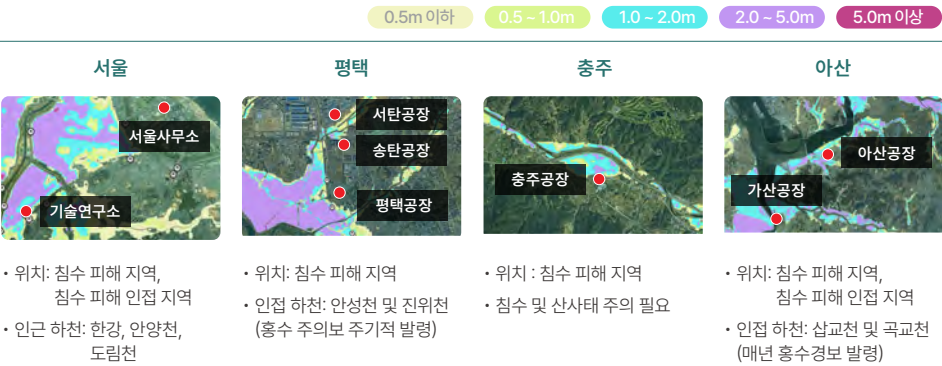 0.5m 이하
0.5 ~ 1.0m
1.0 ~ 2.0m
2.0 ~ 5.0m
5.0m 이상
서울
서울사무소
기술연구소
• 위치: 침수 피해 지역,
침수 피해 인접 지역
• 인근 하천: 한강, 안양천,
도림천
평택
서탄공장
송탄공장
평택공장
• 위치: 침수 피해 지역
• 인접 하천: 안성천 및 진위천
(홍수 주의보 주기적 발령)
충주
충주공장
• 위치 : 침수 피해 지역
• 침수 및 산사태 주의 필요
아산
아산공장
가산공장
• 위치: 침수 피해 지역,
침수 피해 인접 지역
• 인접 하천: 삽교천 및 곡교천
(매년 홍수경보 발령)